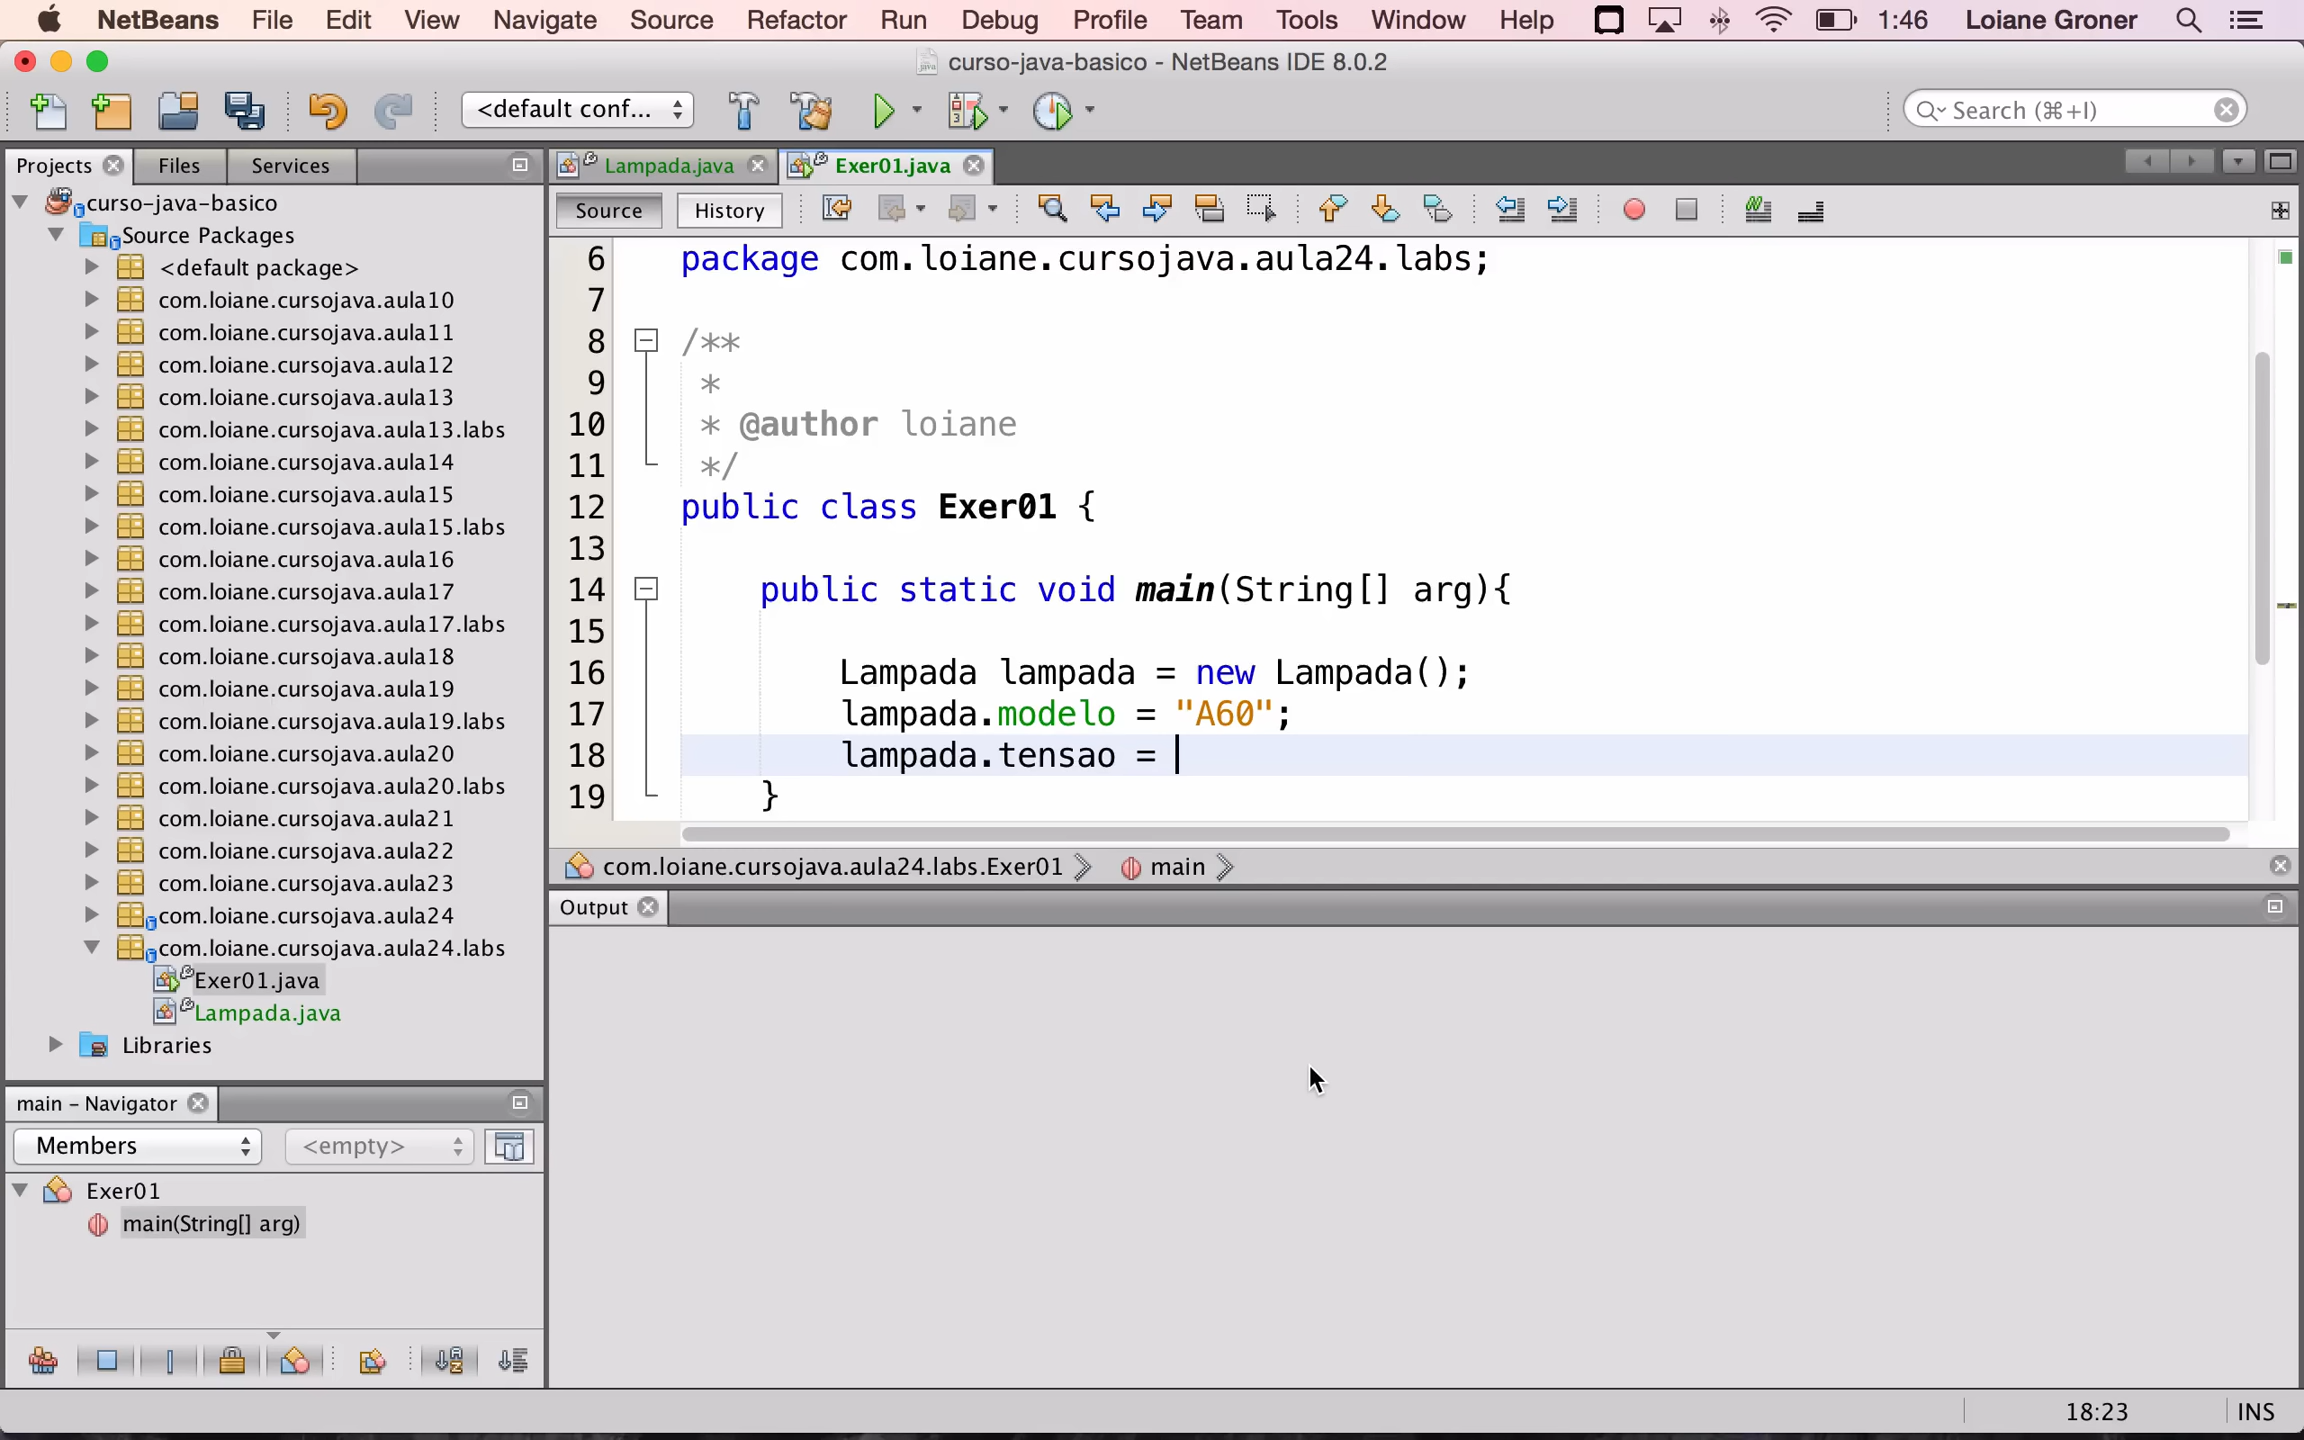 NetBeans File Edit View Navigate Source Refactor Run Debug Profile Team Tools Window Help 1:46 Loiane Groner
curso-java-basico - NetBeans IDE 8.0.2
<default conf... Search (⌘+I)
Projects Files Services
curso-java-basico
Source Packages
<default package>
com.loiane.cursojava.aula10
com.loiane.cursojava.aula11
com.loiane.cursojava.aula12
com.loiane.cursojava.aula13
com.loiane.cursojava.aula13.labs
com.loiane.cursojava.aula14
com.loiane.cursojava.aula15
com.loiane.cursojava.aula15.labs
com.loiane.cursojava.aula16
com.loiane.cursojava.aula17
com.loiane.cursojava.aula17.labs
com.loiane.cursojava.aula18
com.loiane.cursojava.aula19
com.loiane.cursojava.aula19.labs
com.loiane.cursojava.aula20
com.loiane.cursojava.aula20.labs
com.loiane.cursojava.aula21
com.loiane.cursojava.aula22
com.loiane.cursojava.aula23
com.loiane.cursojava.aula24
com.loiane.cursojava.aula24.labs
Exer01.java
Lampada.java
Libraries
main - Navigator
Members <empty>
Exer01
main(String[] arg)
Lampada.java Exer01.java
Source History
6 package com.loiane.cursojava.aula24.labs;
7
8 /**
9 *
10 * @author loiane
11 */
12 public class Exer01 {
13
14 public static void main(String[] arg){
15
16 Lampada lampada = new Lampada();
17 lampada.modelo = "A60";
18 lampada.tensao =
19 }
com.loiane.cursojava.aula24.labs.Exer01 main
Output
18:23 INS